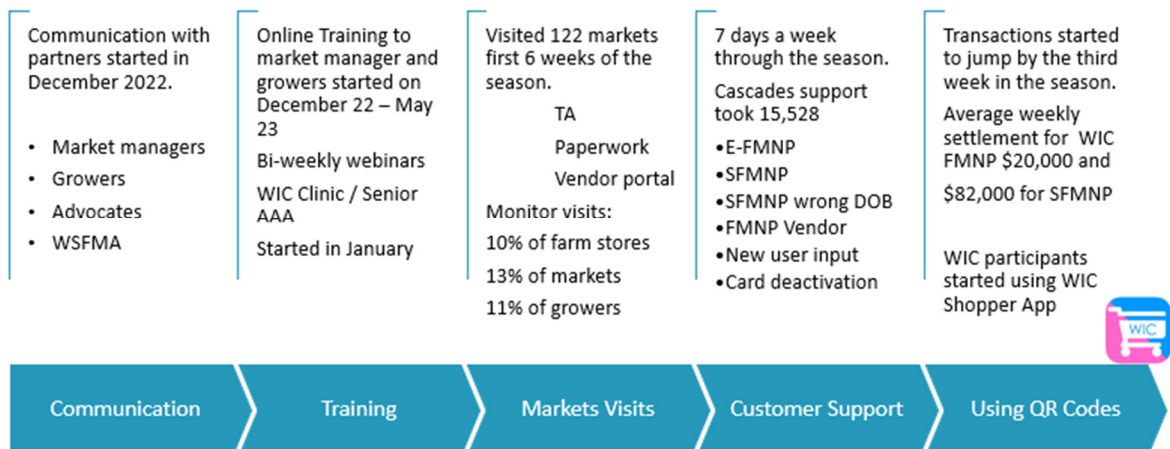 Communication with
partners started in
December 2022.
• Market managers
• Growers
• Advocates
• WSFMA
Online Training to
market manager and
growers started on
December 22 – May
23
Bi-weekly webinars
WIC Clinic / Senior
AAA
Started in January
Visited 122 markets
first 6 weeks of the
season.
TA
Paperwork
Vendor portal
Monitor visits:
10% of farm stores
13% of markets
11% of growers
7 days a week
through the season.
Cascades support
took 15,528
•E-FMNP
•SFMNP
•SFMNP wrong DOB
•FMNP Vendor
•New user input
•Card deactivation
Transactions started
to jump by the third
week in the season.
Average weekly
settlement for WIC
FMNP $20,000 and
$82,000 for SFMNP
WIC participants
started using WIC
Shopper App
WIC
Communication
Training
Markets Visits
Customer Support
Using QR Codes